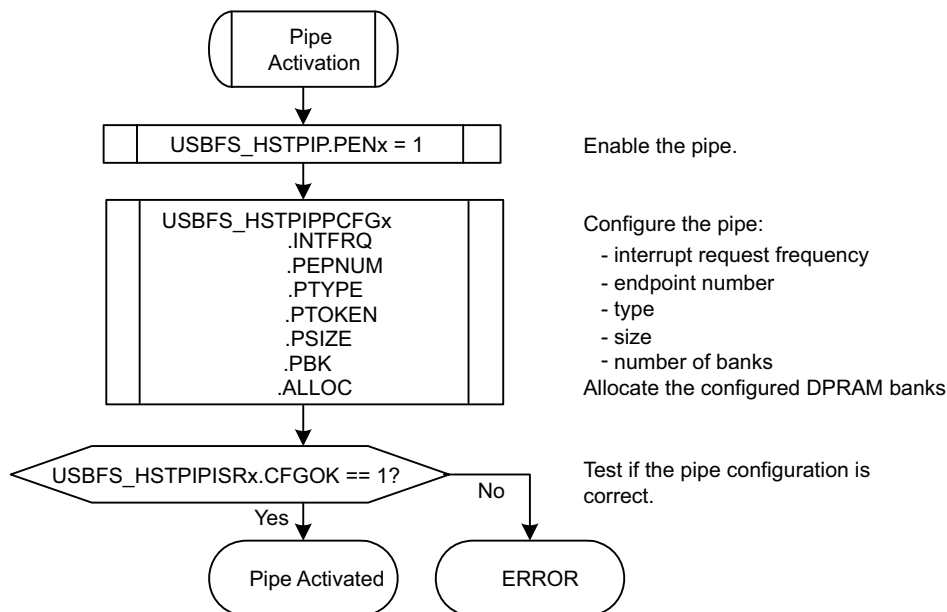 Pipe
Activation
USBFS_HSTPIP.PENx = 1
Enable the pipe.
USBFS_HSTPIPPCFGx
.INTFRQ
.PEPNUM
.PTYPE
.PTOKEN
.PSIZE
.PBK
.ALLOC
Configure the pipe:
- interrupt request frequency
- endpoint number
- type
- size
- number of banks
Allocate the configured DPRAM banks
USBFS_HSTPIPISRx.CFGOK == 1?
Test if the pipe configuration is
correct.
No
Yes
Pipe Activated
ERROR